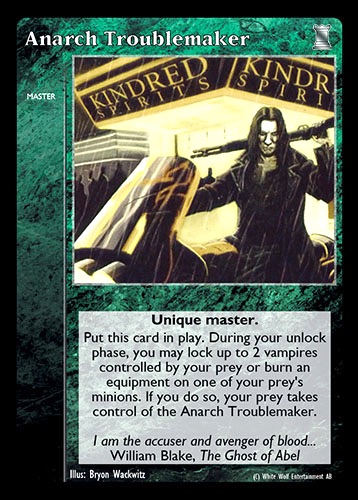 Anarch Troublemaker
MASTER
KINDRED
SPIRITS
KINDR
SPIRI
Unique master.
Put this card in play. During your unlock
phase, you may lock up to 2 vampires
controlled by your prey or burn an
equipment on one of your prey's
minions. If you do so, your prey takes
control of the Anarch Troublemaker.
I am the accuser and avenger of blood...
William Blake, The Ghost of Abel
Illus: Bryon Wackwitz
(C) White Wolf Entertainment AB